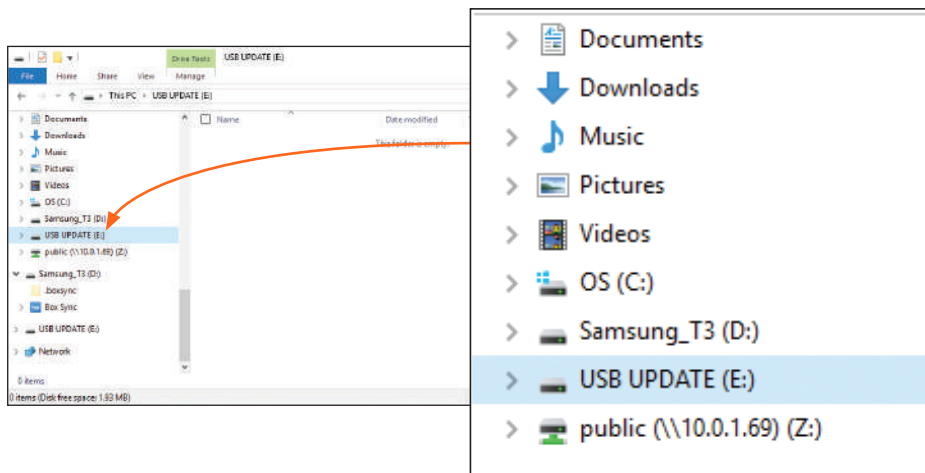 Drive Tools USB UPDATE (E:)
File Home Share View Manage
This PC › USB UPDATE (E:)
Documents
Downloads
Music
Pictures
Videos
OS (C:)
Samsung_T3 (D:)
USB UPDATE (E:)
public (\\10.0.1.69) (Z:)
Samsung_T3 (D:)
.boxsync
Box Sync
USB UPDATE (E:)
Network
Name Date modified
This folder is empty.
0 items
0 items (Disk free space: 1.93 MB)
Documents
Downloads
Music
Pictures
Videos
OS (C:)
Samsung_T3 (D:)
USB UPDATE (E:)
public (\\10.0.1.69) (Z:)